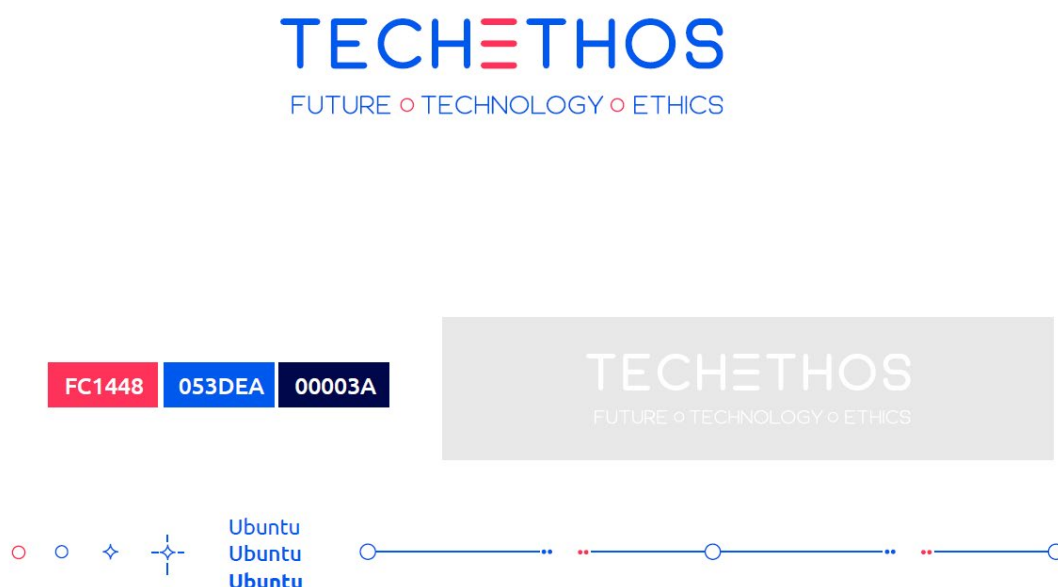 TECHETHOS
FUTURE o TECHNOLOGY o ETHICS
FC1448 053DEA 00003A
TECHETHOS
FUTURE o TECHNOLOGY o ETHICS
Ubuntu
Ubuntu
Ubuntu